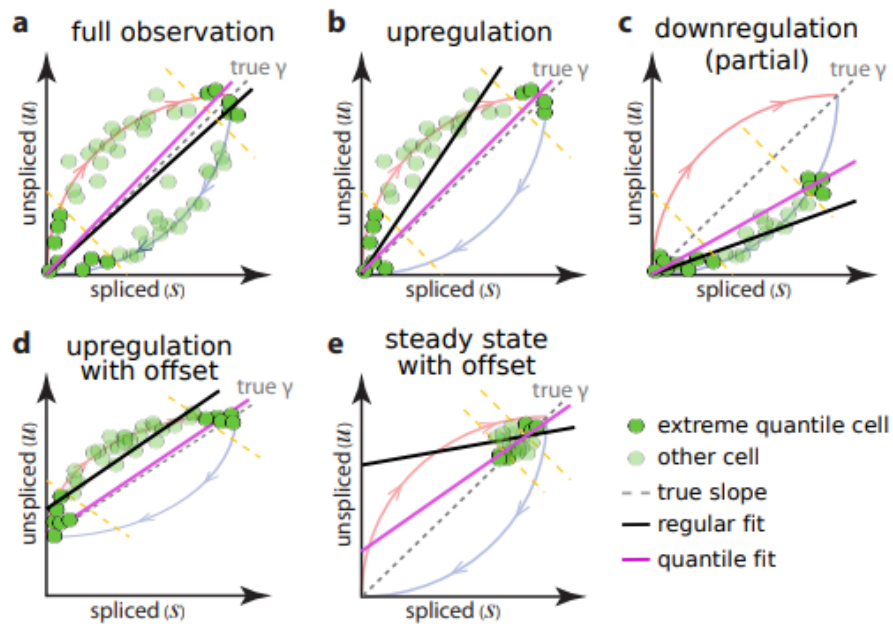 a full observation
true γ
unspliced (u)
spliced (s)
b upregulation
true γ
unspliced (u)
spliced (s)
c downregulation
(partial)
true γ
unspliced (u)
spliced (s)
d upregulation
with offset
true γ
unspliced (u)
spliced (s)
e steady state
with offset
true γ
unspliced (u)
spliced (s)
extreme quantile cell
other cell
true slope
regular fit
quantile fit